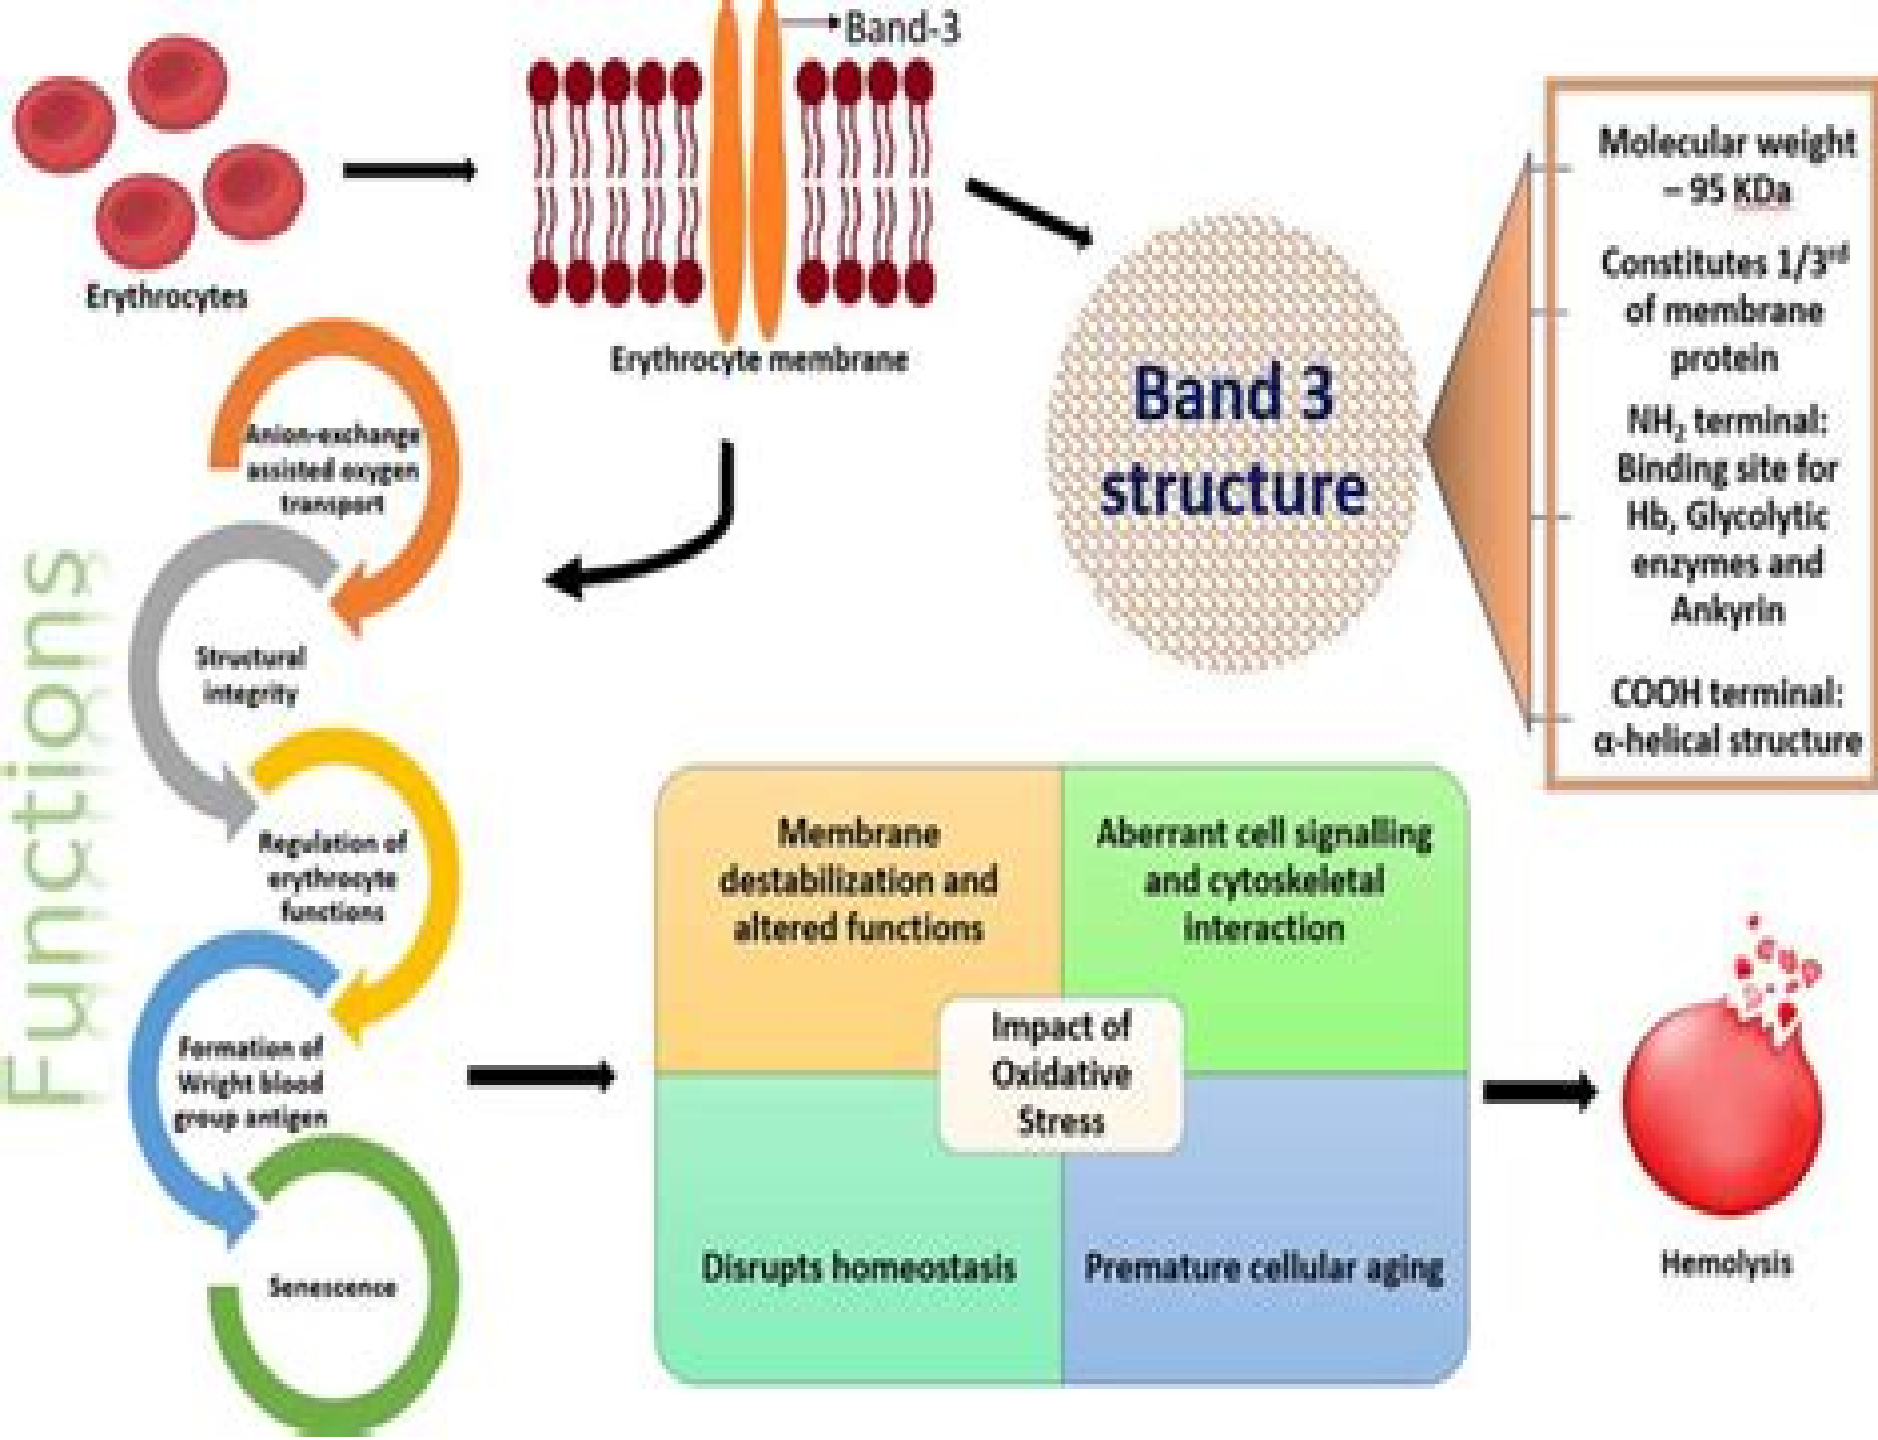 Band-3
Erythrocytes
Erythrocyte membrane
Band 3
structure
Molecular weight
– 95 KDa
Constitutes 1/3rd
of membrane
protein
NH₂ terminal:
Binding site for
Hb, Glycolytic
enzymes and
Ankyrin
COOH terminal:
α-helical structure
Functions
Anion-exchange
assisted oxygen
transport
Structural
integrity
Regulation of
erythrocyte
functions
Formation of
Wright blood
group antigen
Senescence
Membrane
destabilization and
altered functions
Aberrant cell signalling
and cytoskeletal
interaction
Impact of
Oxidative
Stress
Disrupts homeostasis
Premature cellular aging
Hemolysis